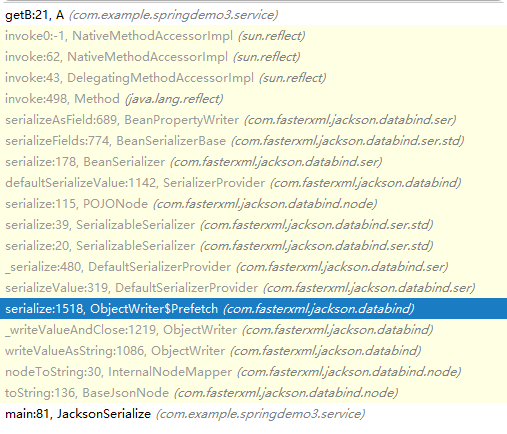 getB:21, A (com.example.springdemo3.service)
invoke0:-1, NativeMethodAccessorImpl (sun.reflect)
invoke:62, NativeMethodAccessorImpl (sun.reflect)
invoke:43, DelegatingMethodAccessorImpl (sun.reflect)
invoke:498, Method (java.lang.reflect)
serializeAsField:689, BeanPropertyWriter (com.fasterxml.jackson.databind.ser)
serializeFields:774, BeanSerializerBase (com.fasterxml.jackson.databind.ser.std)
serialize:178, BeanSerializer (com.fasterxml.jackson.databind.ser)
defaultSerializeValue:1142, SerializerProvider (com.fasterxml.jackson.databind)
serialize:115, POJONode (com.fasterxml.jackson.databind.node)
serialize:39, SerializableSerializer (com.fasterxml.jackson.databind.ser.std)
serialize:20, SerializableSerializer (com.fasterxml.jackson.databind.ser.std)
_serialize:480, DefaultSerializerProvider (com.fasterxml.jackson.databind.ser)
serializeValue:319, DefaultSerializerProvider (com.fasterxml.jackson.databind.ser)
serialize:1518, ObjectWriter$Prefetch (com.fasterxml.jackson.databind)
_writeValueAndClose:1219, ObjectWriter (com.fasterxml.jackson.databind)
writeValueAsString:1086, ObjectWriter (com.fasterxml.jackson.databind)
nodeToString:30, InternalNodeMapper (com.fasterxml.jackson.databind.node)
toString:136, BaseJsonNode (com.fasterxml.jackson.databind.node)
main:81, JacksonSerialize (com.example.springdemo3.service)